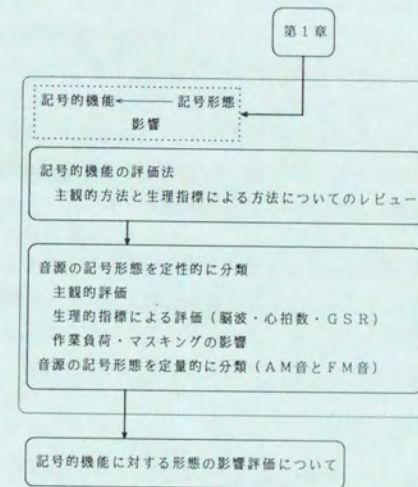 第１章
記号的機能 記号形態
影響
記号的機能の評価法
主観的方法と生理指標による方法についてのレビュー
音源の記号形態を定性的に分類
主観的評価
生理的指標による評価（脳波・心拍数・ＧＳＲ）
作業負荷・マスキングの影響
音源の記号形態を定量的に分類（ＡＭ音とＦＭ音）
記号的機能に対する形態の影響評価について